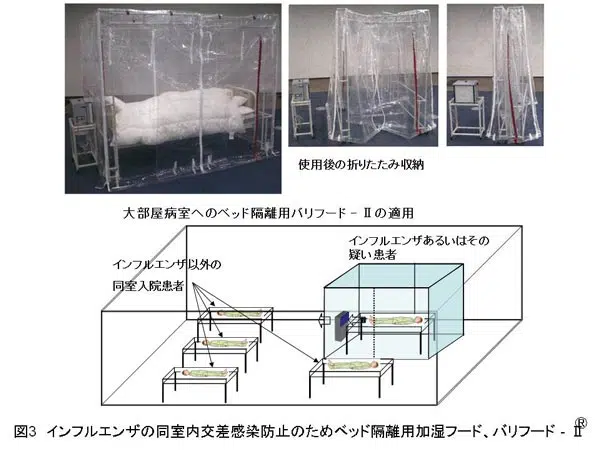 使用後の折りたたみ収納
大部屋病室へのベッド隔離用バリフード-Ⅱの適用
インフルエンザあるいはその
疑い患者
インフルエンザ以外の
同室入院患者
図3 インフルエンザの同室内交差感染防止のためベッド隔離用加湿フード、バリフード-Ⅱ®